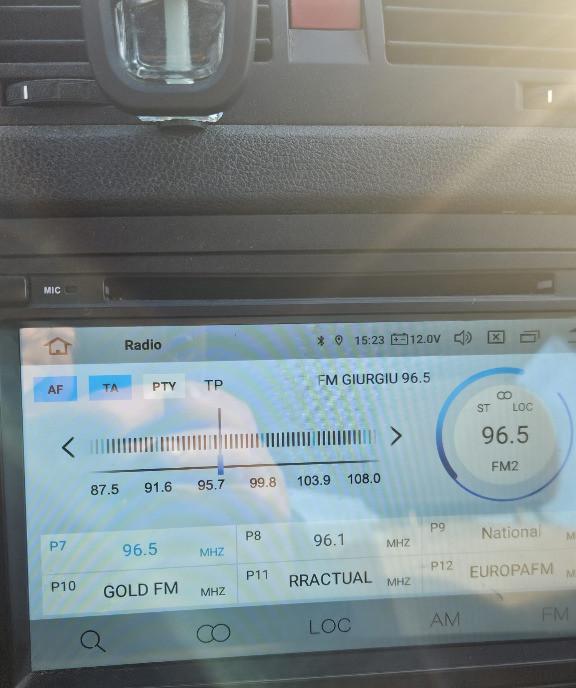 MIC
Radio 15:23 12.0V
AF TA PTY TP FM GIURGIU 96.5
ST LOC
96.5
FM2
87.5 91.6 95.7 99.8 103.9 108.0
P7 96.5 MHZ P8 96.1 MHZ P9 National
P10 GOLD FM MHZ P11 RRACTUAL MHZ P12 EUROPAFM
LOC AM FM